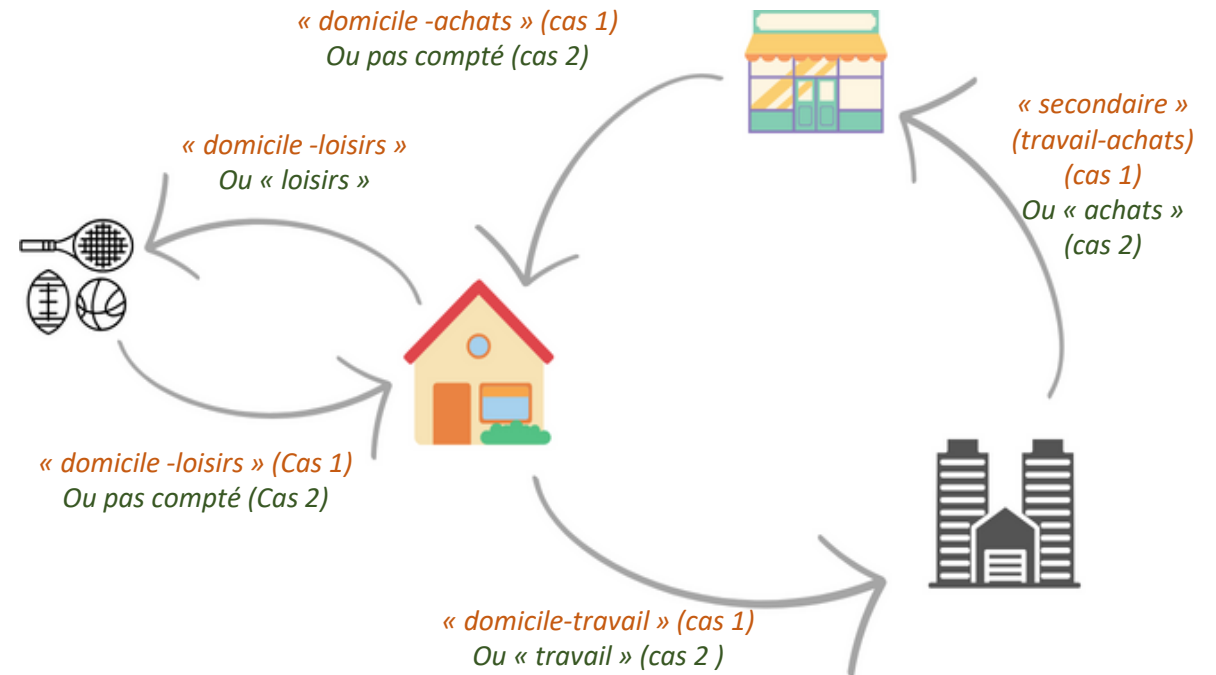 « domicile -achats » (cas 1)
Ou pas compté (cas 2)
« secondaire »
(travail-achats)
(cas 1)
Ou « achats »
(cas 2)
« domicile -loisirs »
Ou « loisirs »
« domicile -loisirs » (Cas 1)
Ou pas compté (Cas 2)
« domicile-travail » (cas 1)
Ou « travail » (cas 2 )